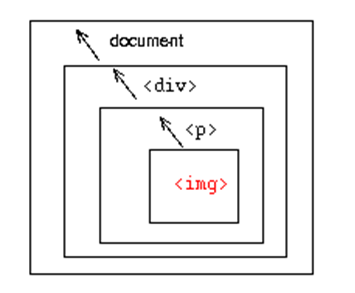 document
<div>
<p>
<img>